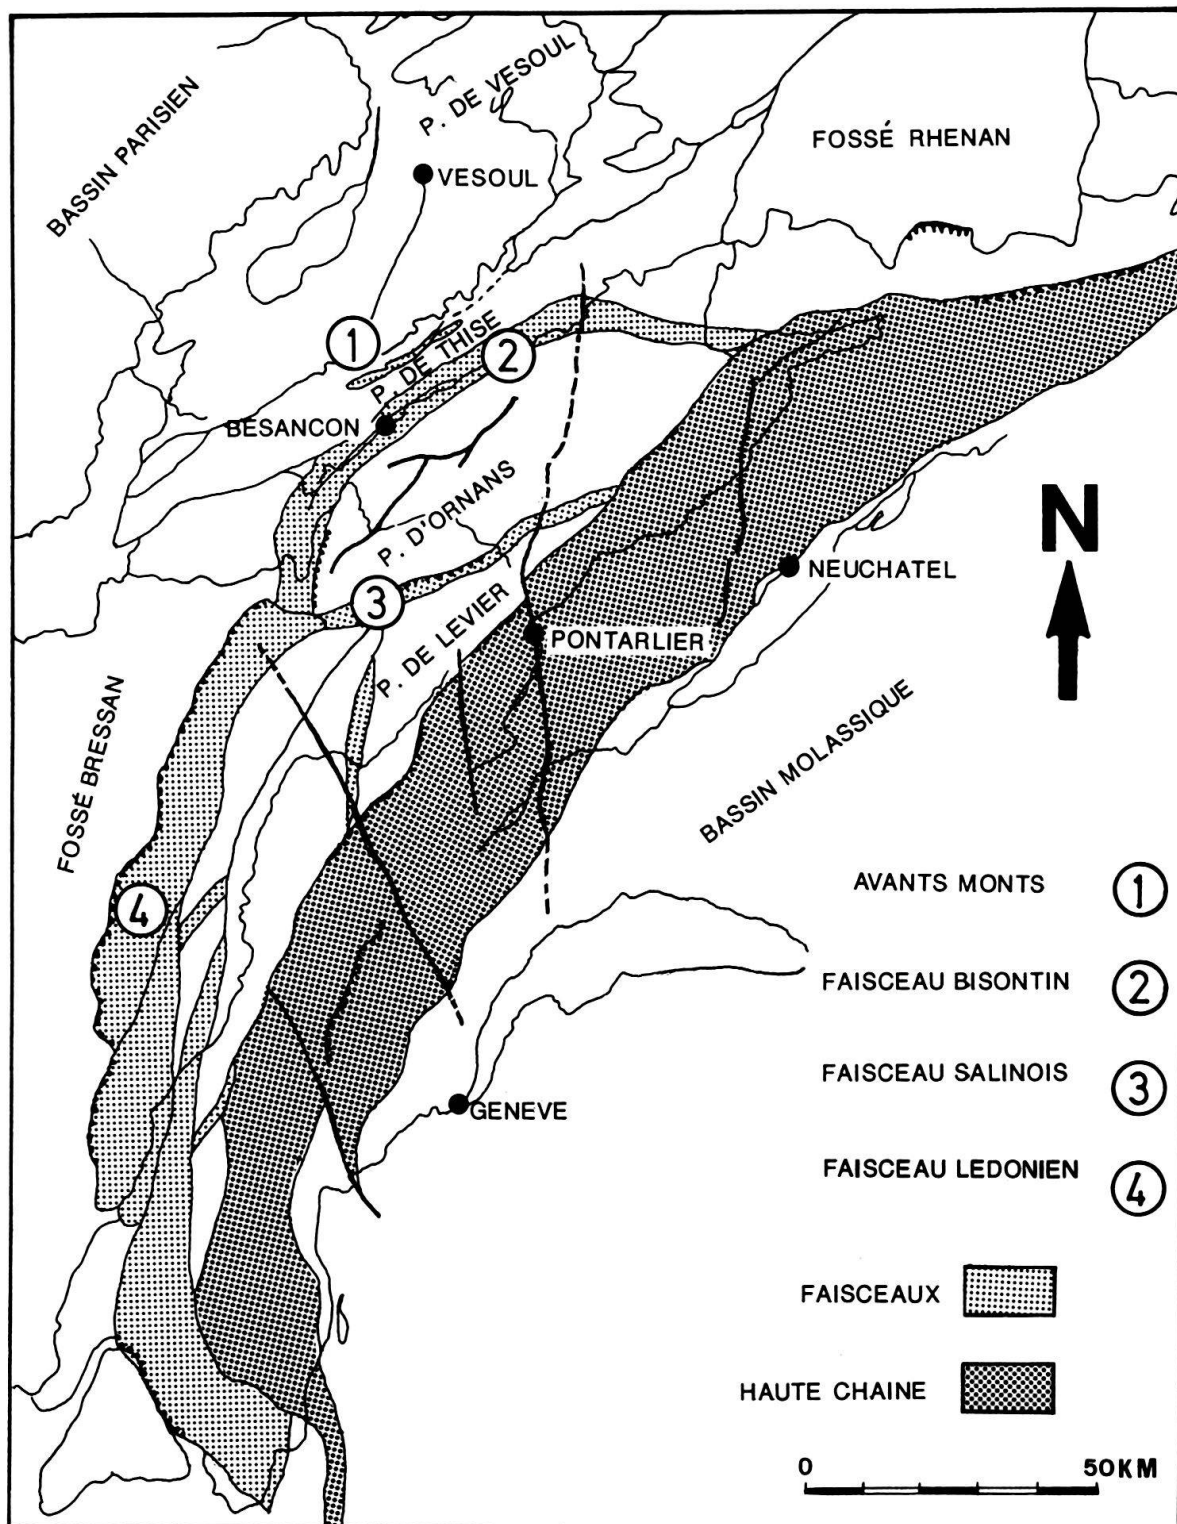 BASSIN PARISIEN
P. DE VESOUL
VESOUL
FOSSÉ RHENAN
1
P. DE THISE
2
BESANCON
P. D'ORNANS
N
NEUCHATEL
3
P. DE LEVIER
PONTARLIER
FOSSÉ BRESSAN
BASSIN MOLASSIQUE
4
AVANTS MONTS 1
FAISCEAU BISONTIN 2
FAISCEAU SALINOIS 3
GENEVE
FAISCEAU LEDONIEN 4
FAISCEAUX
HAUTE CHAINE
0 50KM